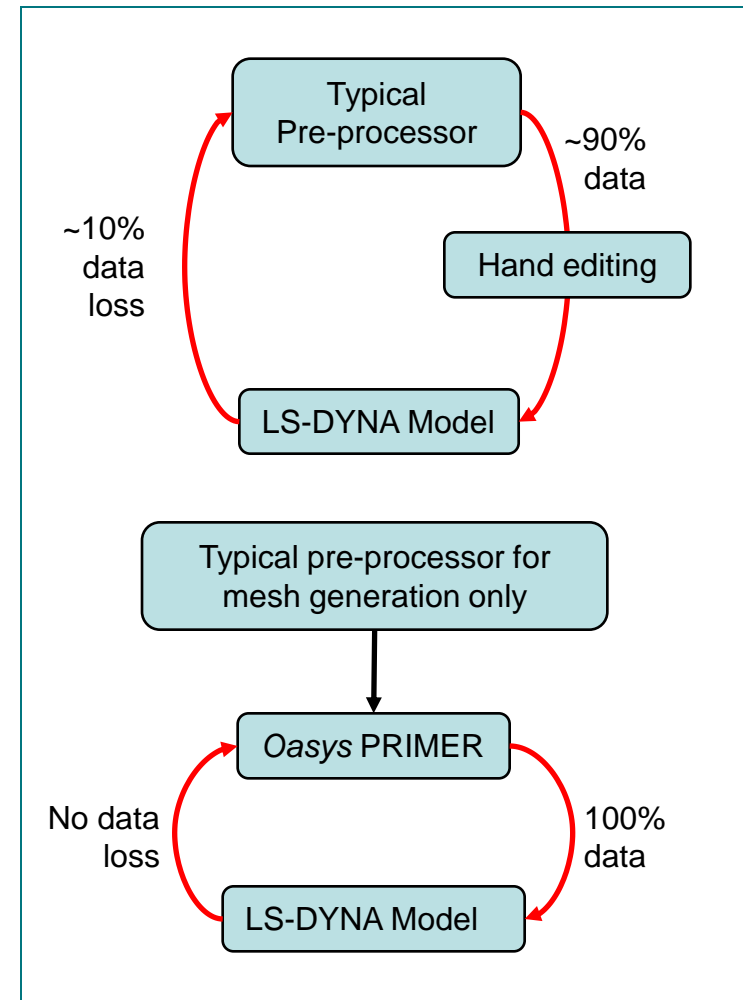 Typical
Pre-processor
~90%
data
~10%
data
loss
Hand editing
LS-DYNA Model
Typical pre-processor for
mesh generation only
Oasys PRIMER
No data
loss
100%
data
LS-DYNA Model